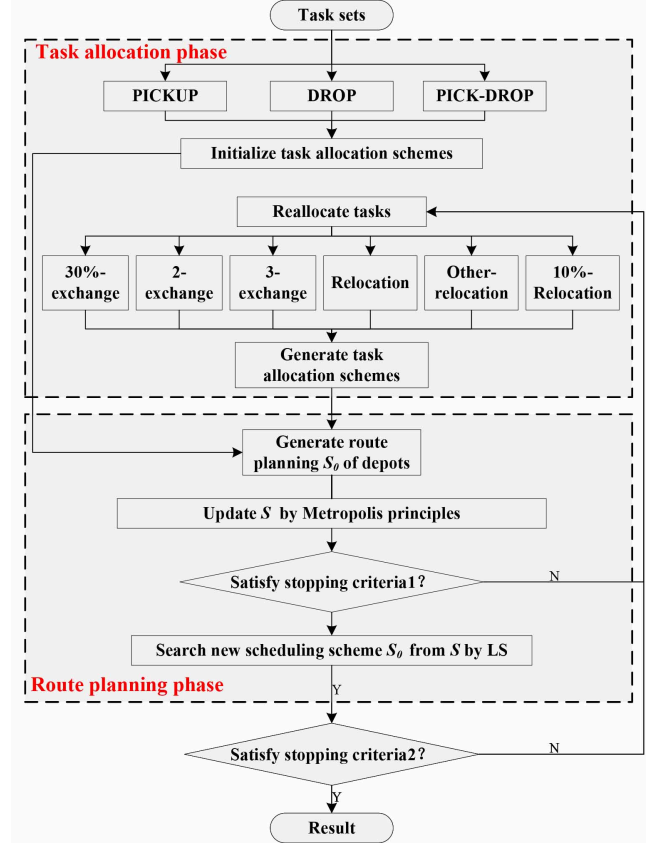 Task sets
Task allocation phase
PICKUP
DROP
PICK-DROP
Initialize task allocation schemes
Reallocate tasks
30%-
exchange
2-
exchange
3-
exchange
Relocation
Other-
relocation
10%-
Relocation
Generate task
allocation schemes
Generate route
planning S₀ of depots
Update S by Metropolis principles
Satisfy stopping criteria1?
N
Search new scheduling scheme S₀ from S by LS
Route planning phase
Y
Satisfy stopping criteria2?
N
Y
Result